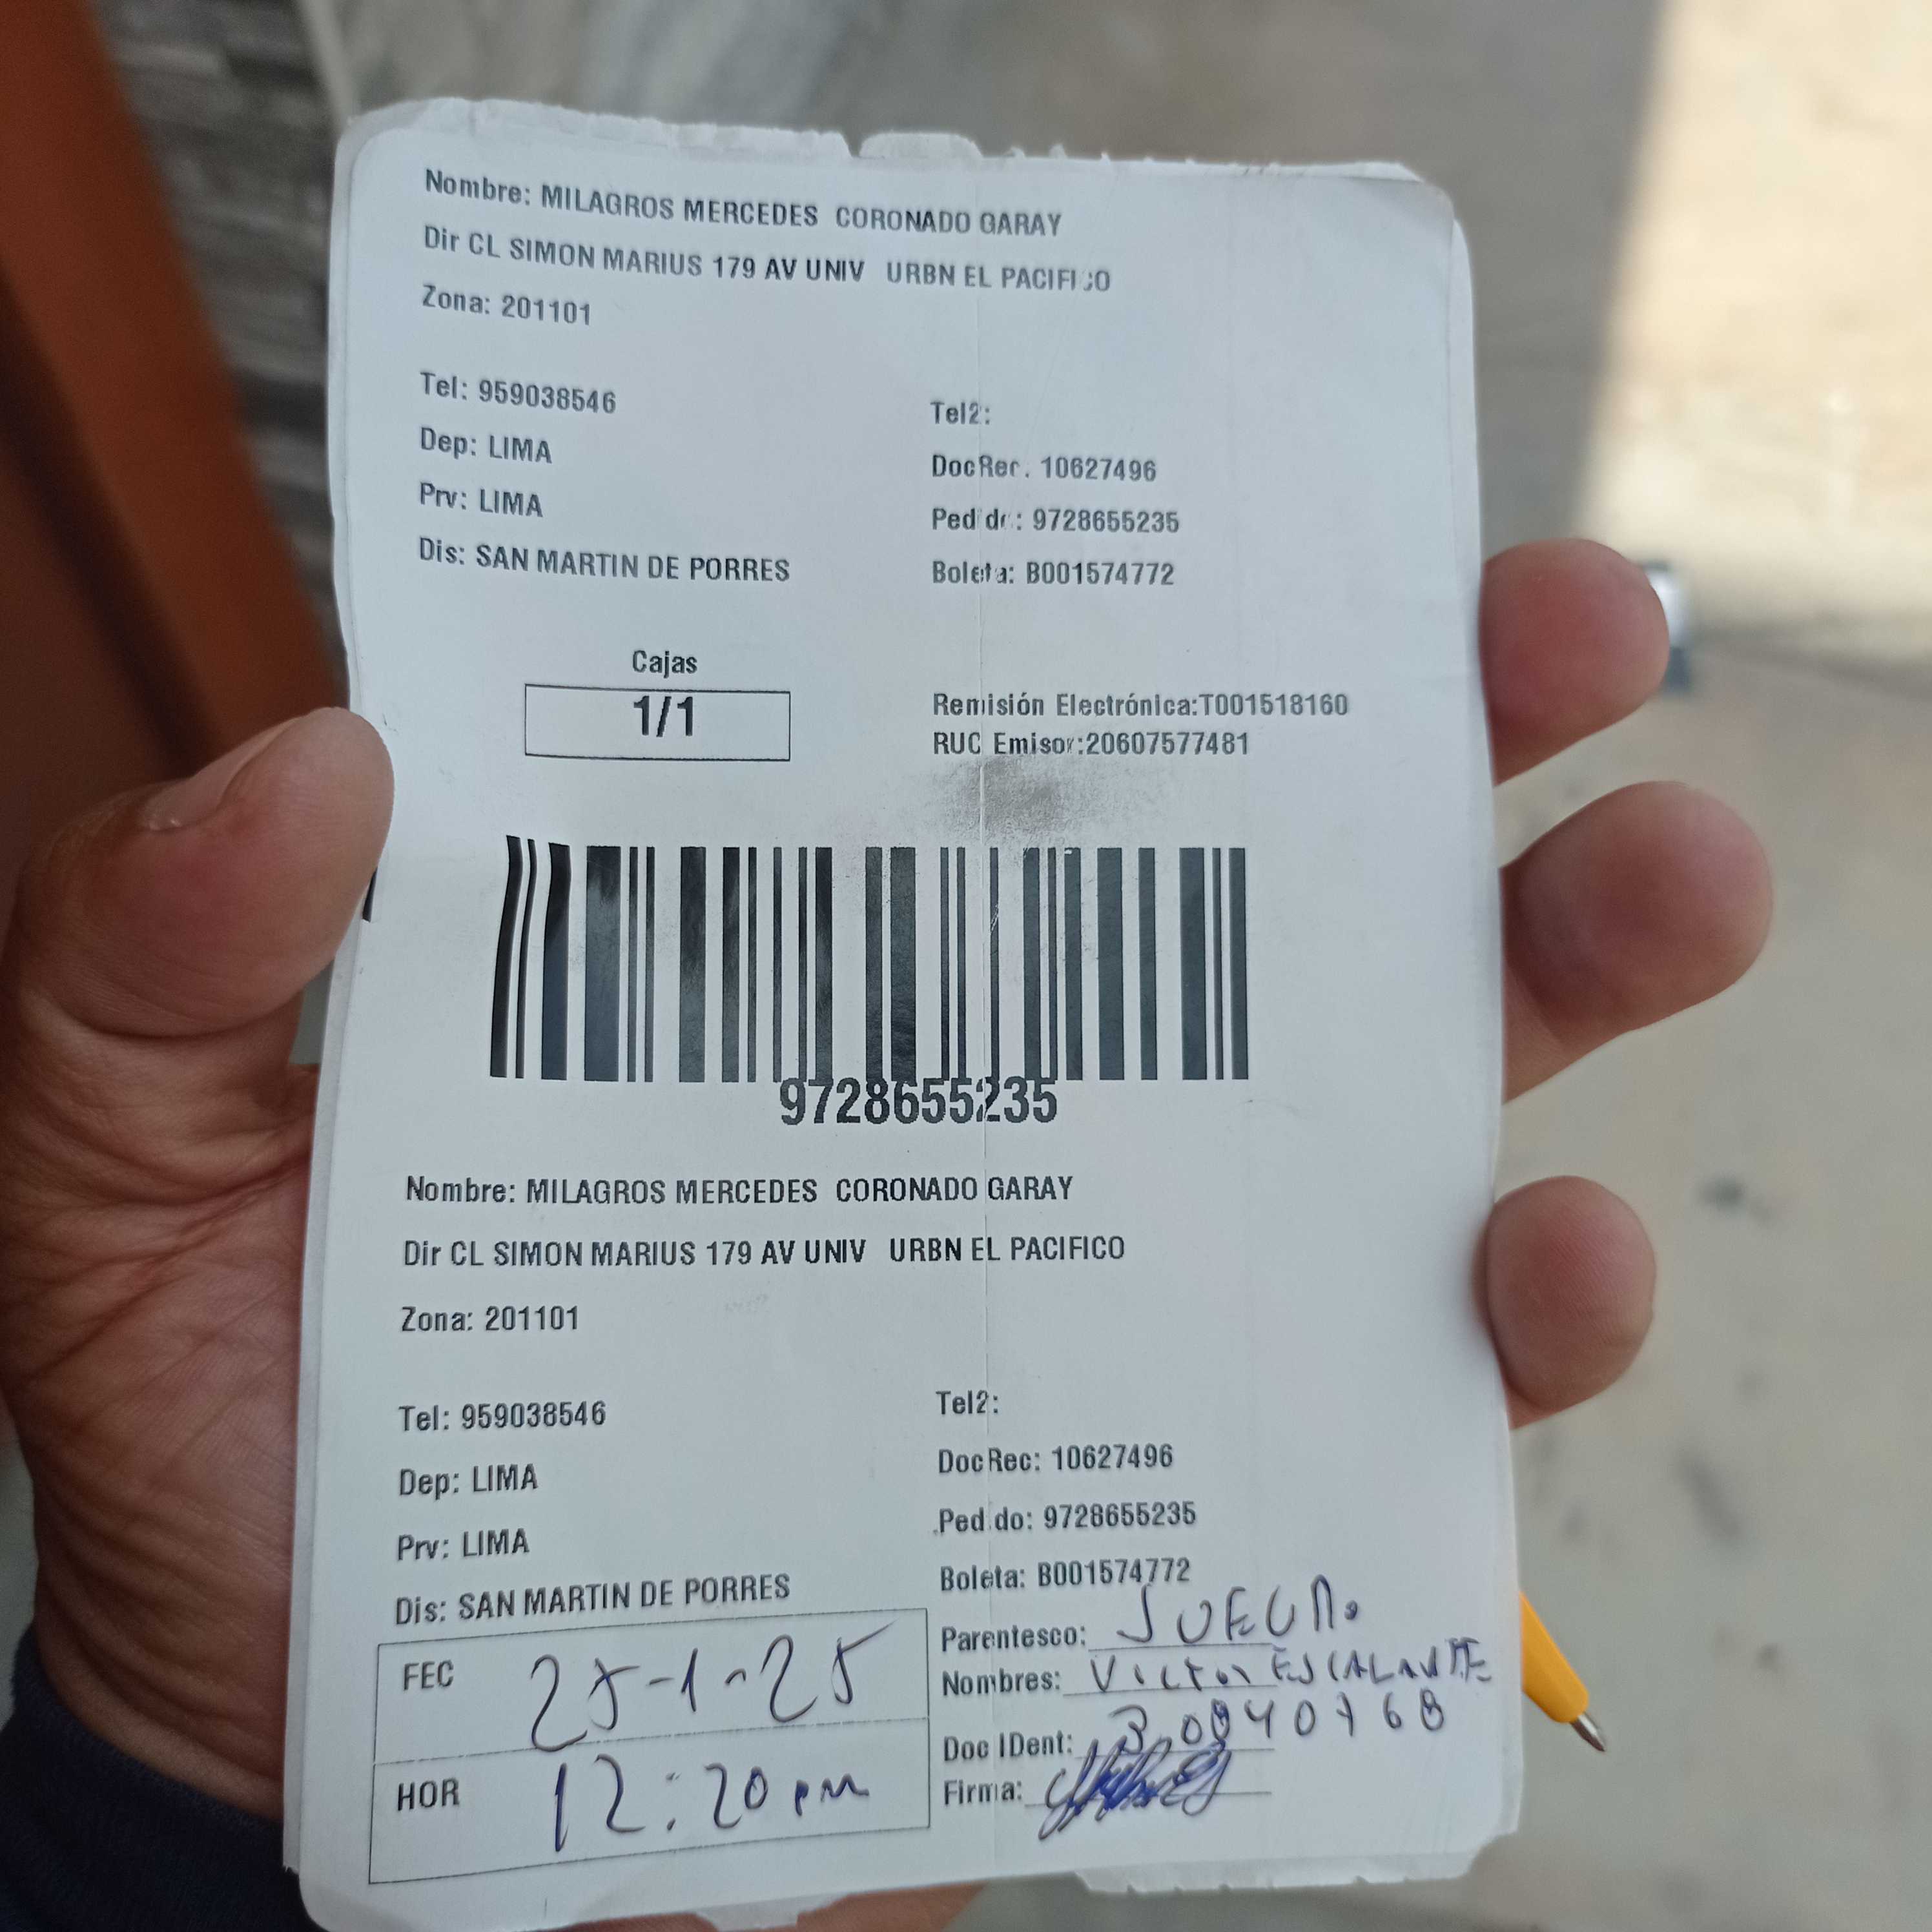 Nombre: MILAGROS MERCEDES CORONADO GARAY
Dir CL SIMON MARIUS 179 AV UNIV URBN EL PACIFICO
Zona: 201101
Tel: 959038546
Tel2:
Dep: LIMA
DocRec. 10627496
Prv: LIMA
Pedido: 9728655235
Dis: SAN MARTIN DE PORRES
Boleta: B001574772
Cajas
1/1
Remisión Electrónica:T001518160
RUC Emisor:20607577481
9728655235
Nombre: MILAGROS MERCEDES CORONADO GARAY
Dir CL SIMON MARIUS 179 AV UNIV URBN EL PACIFICO
Zona: 201101
Tel: 959038546
Tel2:
Dep: LIMA
DocRec: 10627496
Prv: LIMA
Pedido: 9728655235
Dis: SAN MARTIN DE PORRES
Boleta: B001574772
FEC 25-1-25
HOR 12:20 pm
Parentesco: SUEGRO
Nombres: VICTOR ESCALANTE
Doc IDent:
Firma: